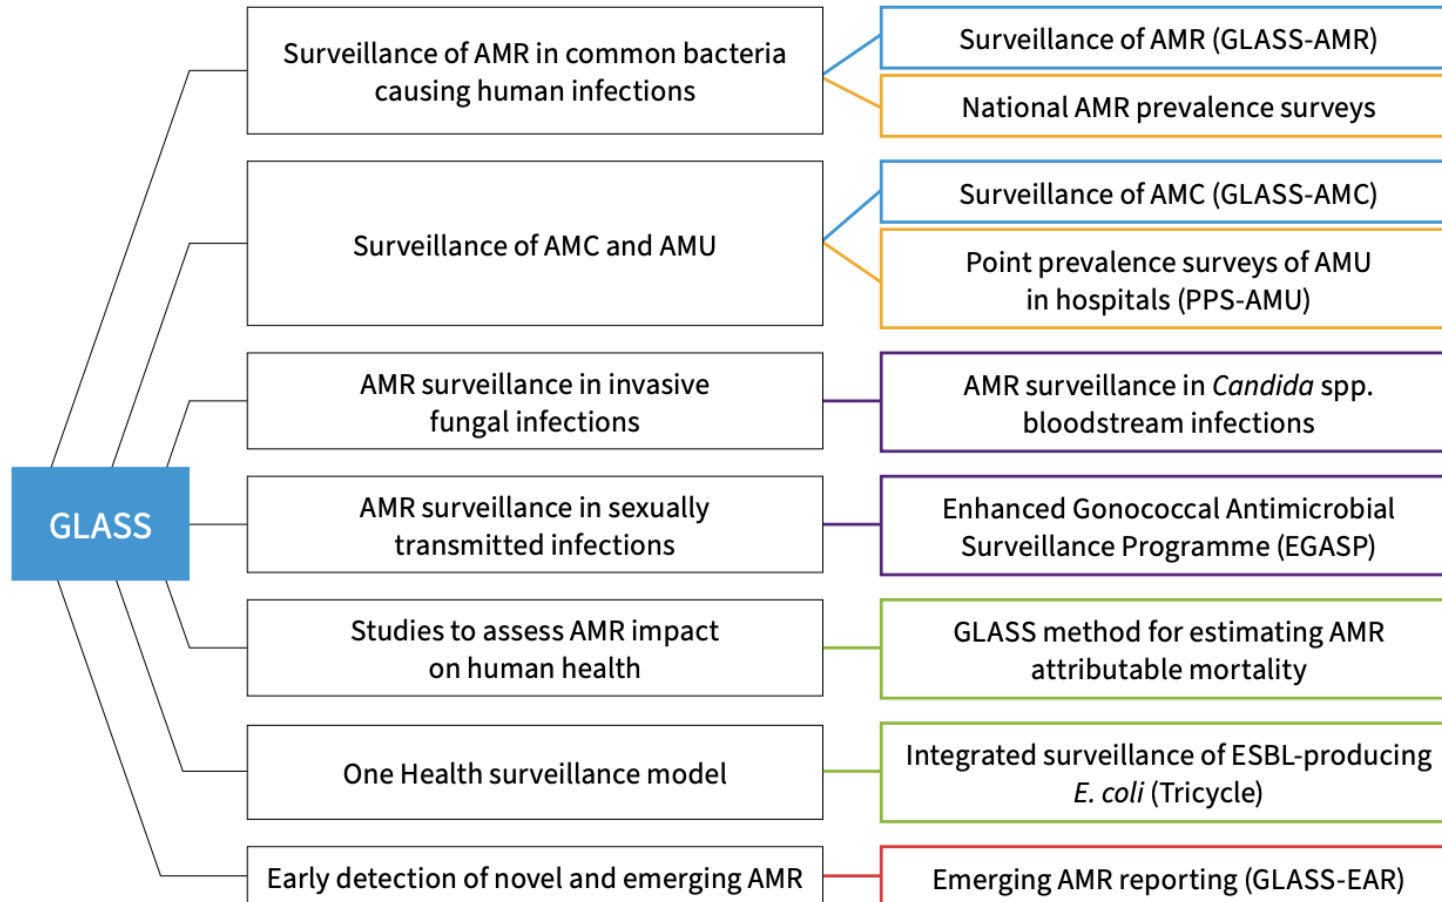 Surveillance of AMR in common bacteria
causing human infections
Surveillance of AMR (GLASS-AMR)
National AMR prevalence surveys
Surveillance of AMC and AMU
Surveillance of AMC (GLASS-AMC)
Point prevalence surveys of AMU
in hospitals (PPS-AMU)
AMR surveillance in invasive
fungal infections
AMR surveillance in Candida spp.
bloodstream infections
GLASS
AMR surveillance in sexually
transmitted infections
Enhanced Gonococcal Antimicrobial
Surveillance Programme (EGASP)
Studies to assess AMR impact
on human health
GLASS method for estimating AMR
attributable mortality
One Health surveillance model
Integrated surveillance of ESBL-producing
E. coli (Tricycle)
Early detection of novel and emerging AMR
Emerging AMR reporting (GLASS-EAR)